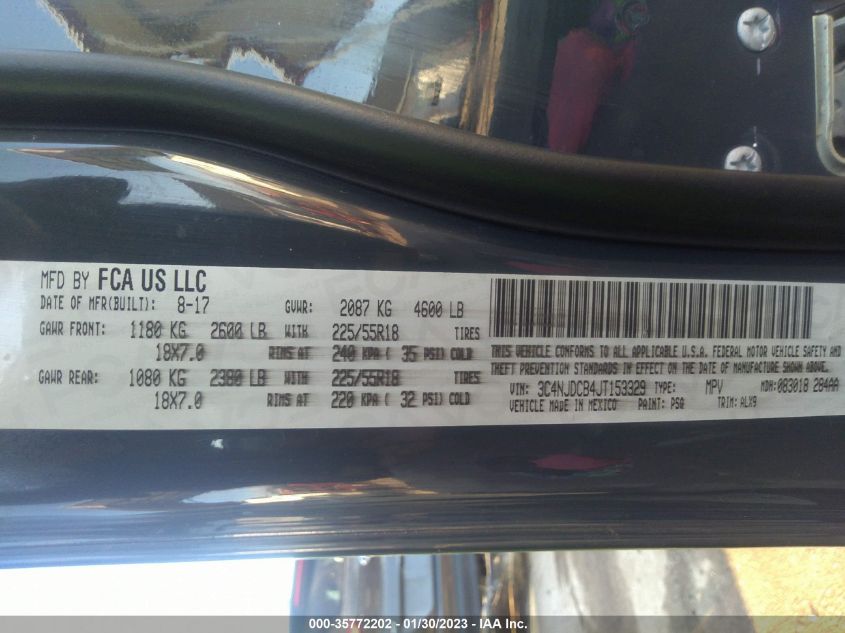 MFD BY FCA US LLC
DATE OF MFR(BUILT): 8-17 GVWR: 2087 KG 4600 LB
GAWR FRONT: 1180 KG 2600 LB WITH 225/55R18 TIRES
18X7.0 RIMS AT 240 KPA ( 35 PSI) COLD
GAWR REAR: 1080 KG 2380 LB WITH 225/55R18 TIRES
18X7.0 RIMS AT 220 KPA ( 32 PSI) COLD
THIS VEHICLE CONFORMS TO ALL APPLICABLE U.S.A. FEDERAL MOTOR VEHICLE SAFETY AND
THEFT PREVENTION STANDARDS IN EFFECT ON THE DATE OF MANUFACTURE SHOWN ABOVE.
VIN: 3C4NJDCB4JT153329 TYPE: MPV MDH: 083018 284AA
VEHICLE MADE IN MEXICO PAINT: PSQ TRIM: ALX9
000-35772202 - 01/30/2023 - IAA Inc.